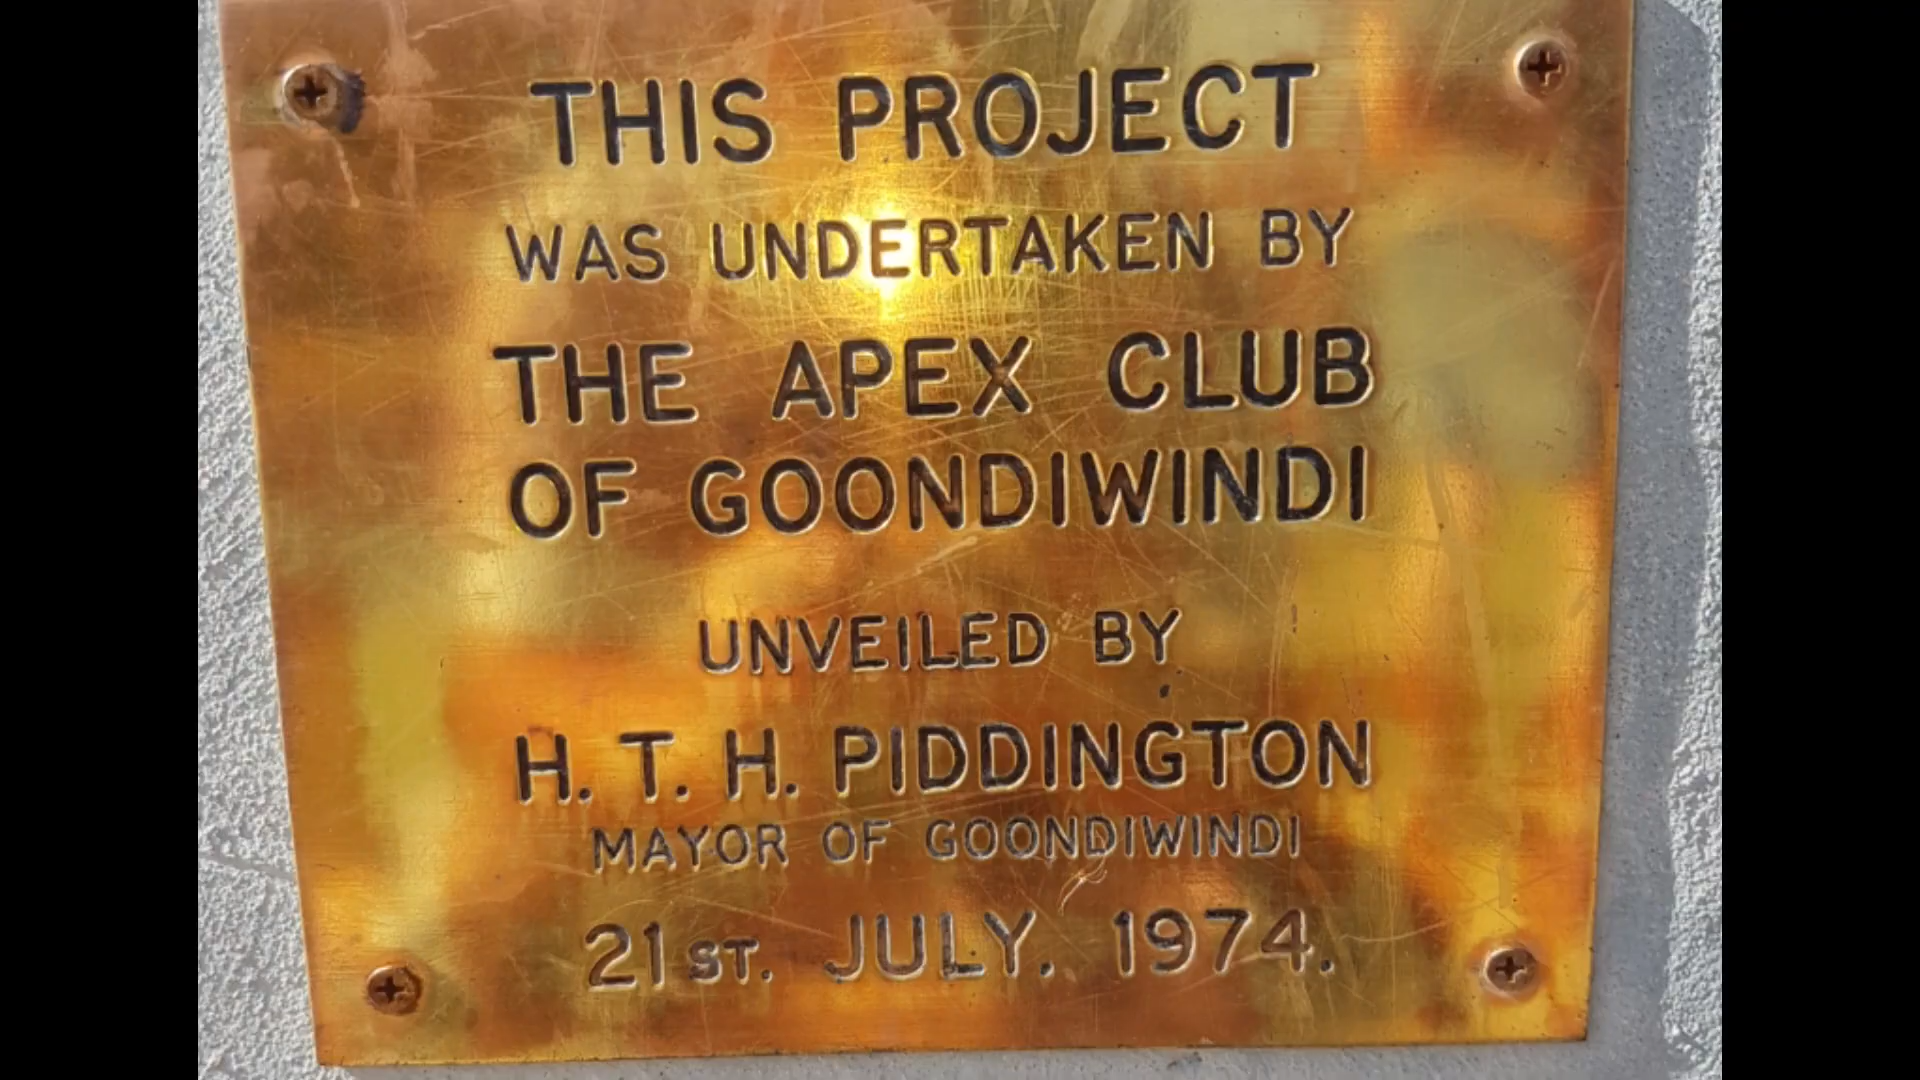 THIS PROJECT
WAS UNDERTAKEN BY
THE APEX CLUB
OF GOONDIWINDI
UNVEILED BY
H. T. H. PIDDINGTON
MAYOR OF GOONDIWINDI
21ST. JULY. 1974.